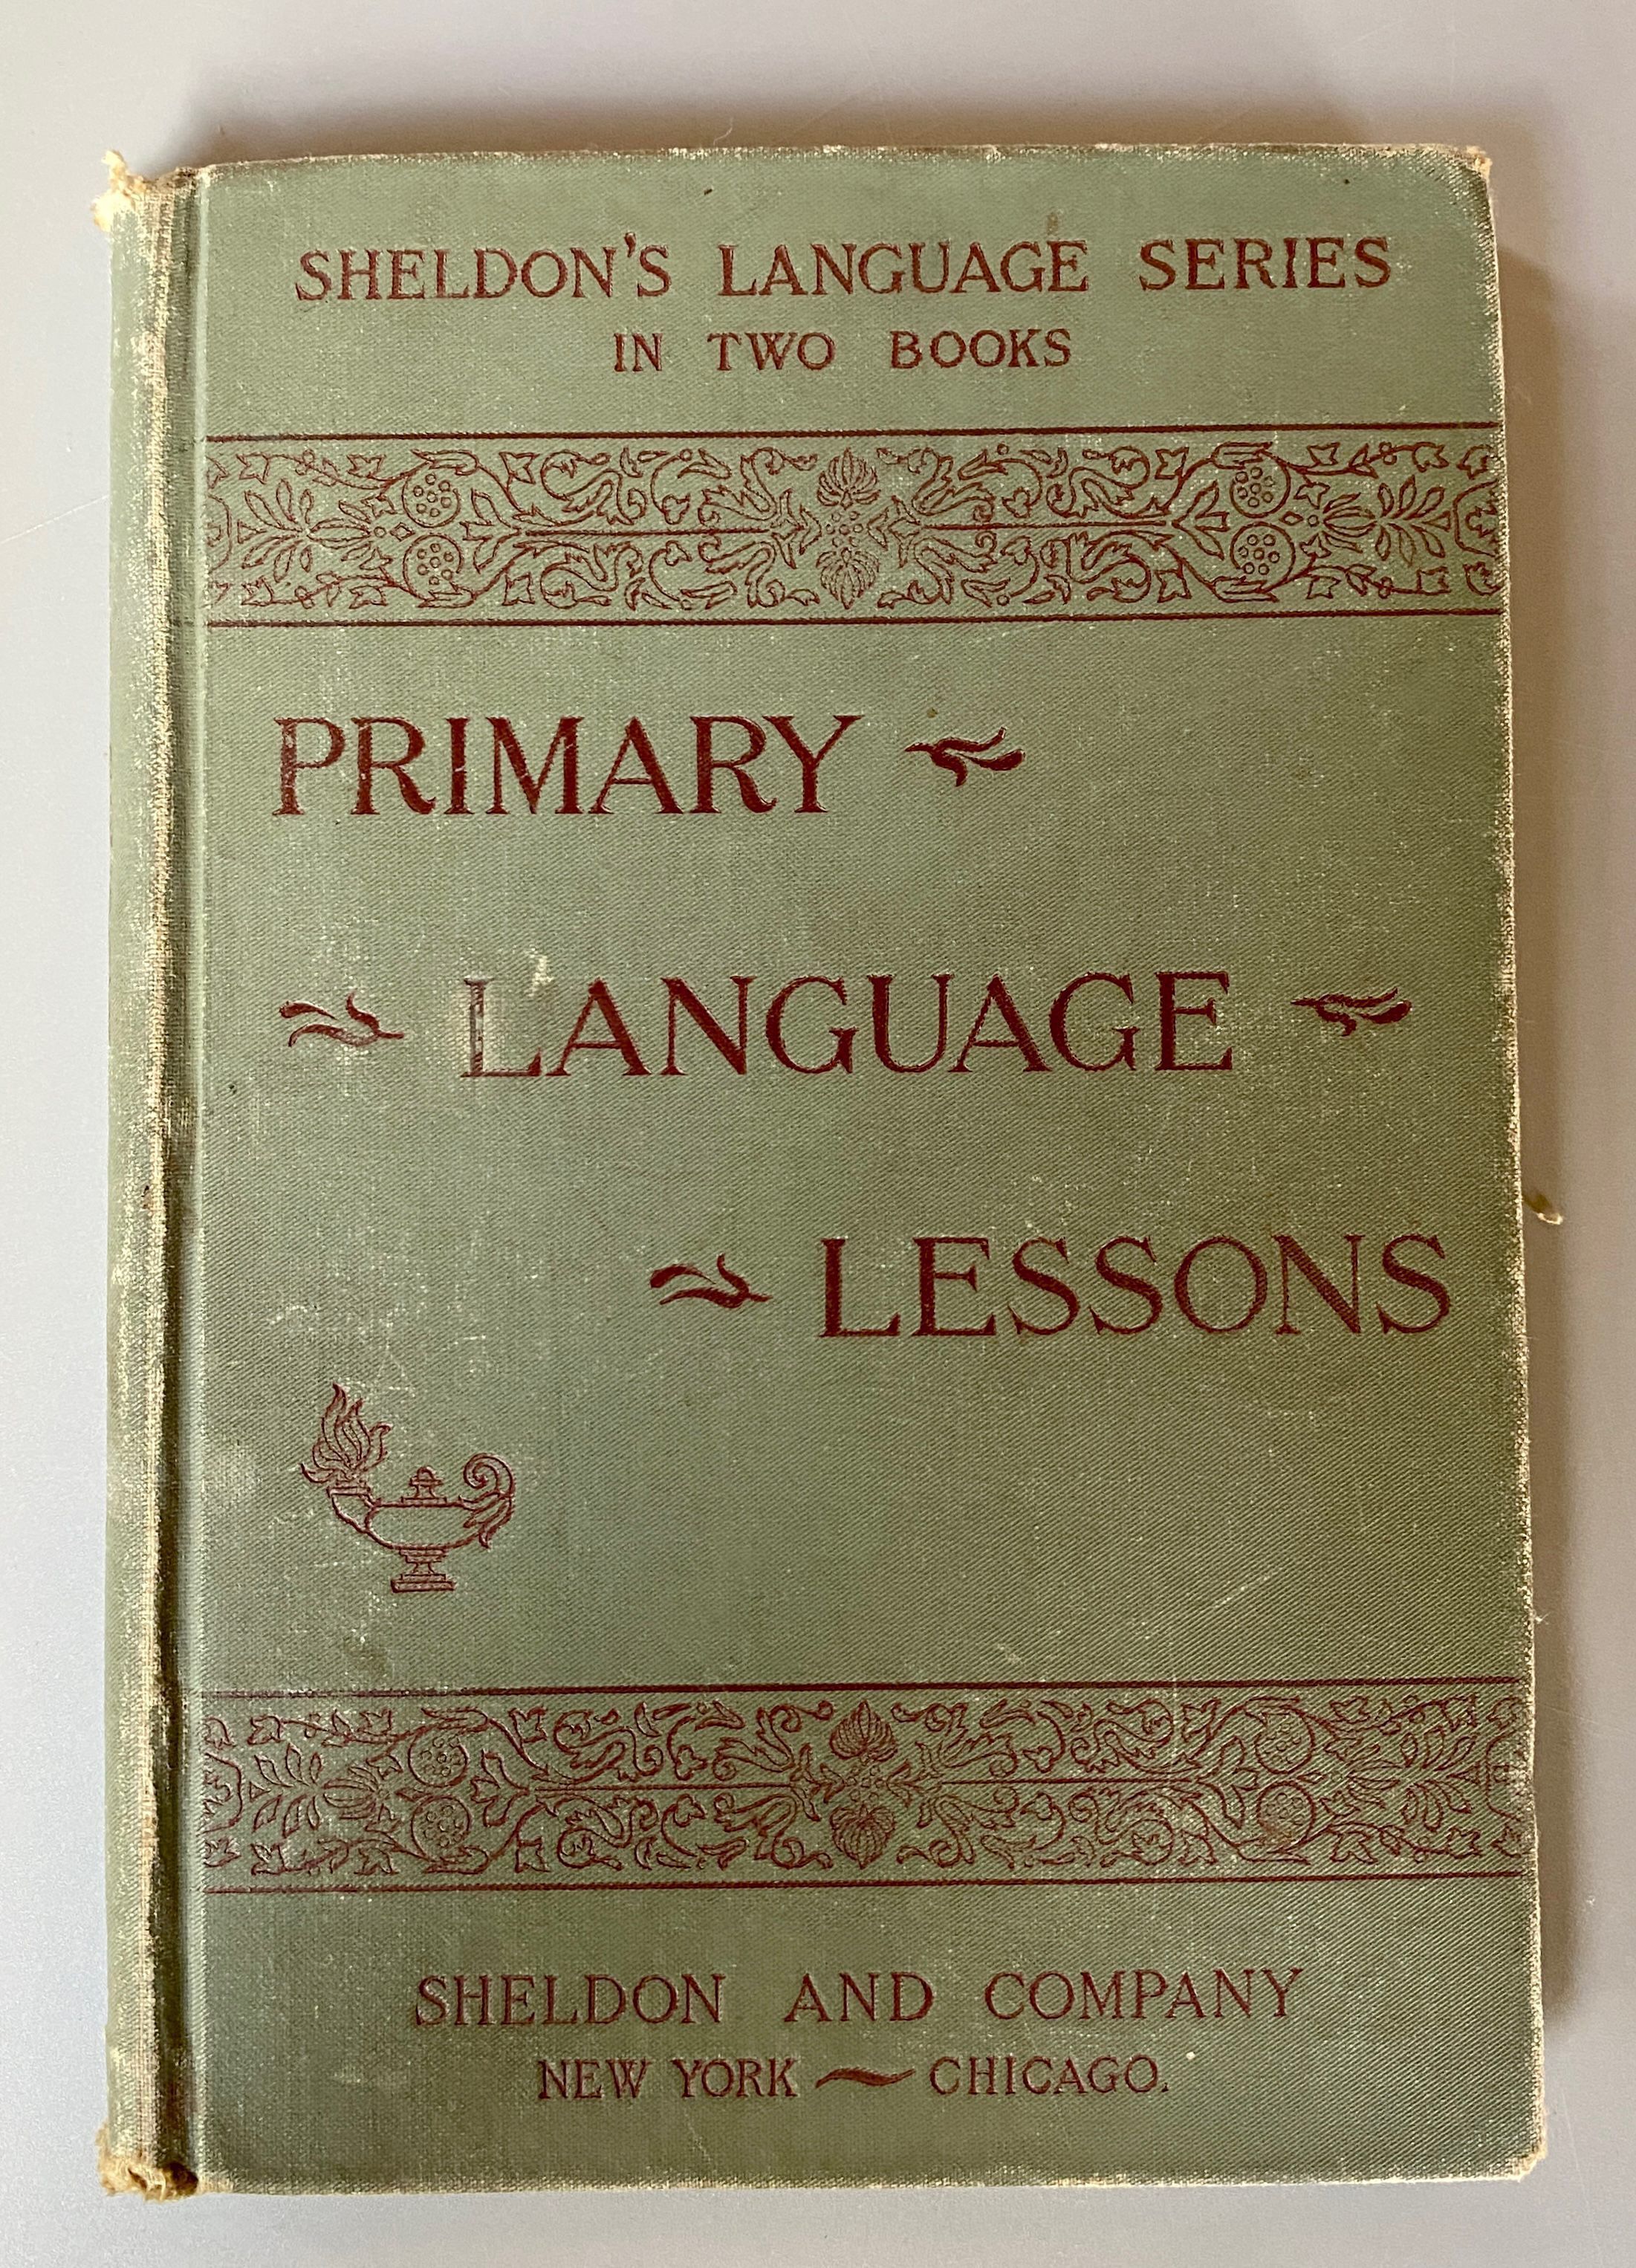 SHELDON'S LANGUAGE SERIES
IN TWO BOOKS
PRIMARY
LANGUAGE
LESSONS
SHELDON AND COMPANY
NEW YORK ~ CHICAGO.